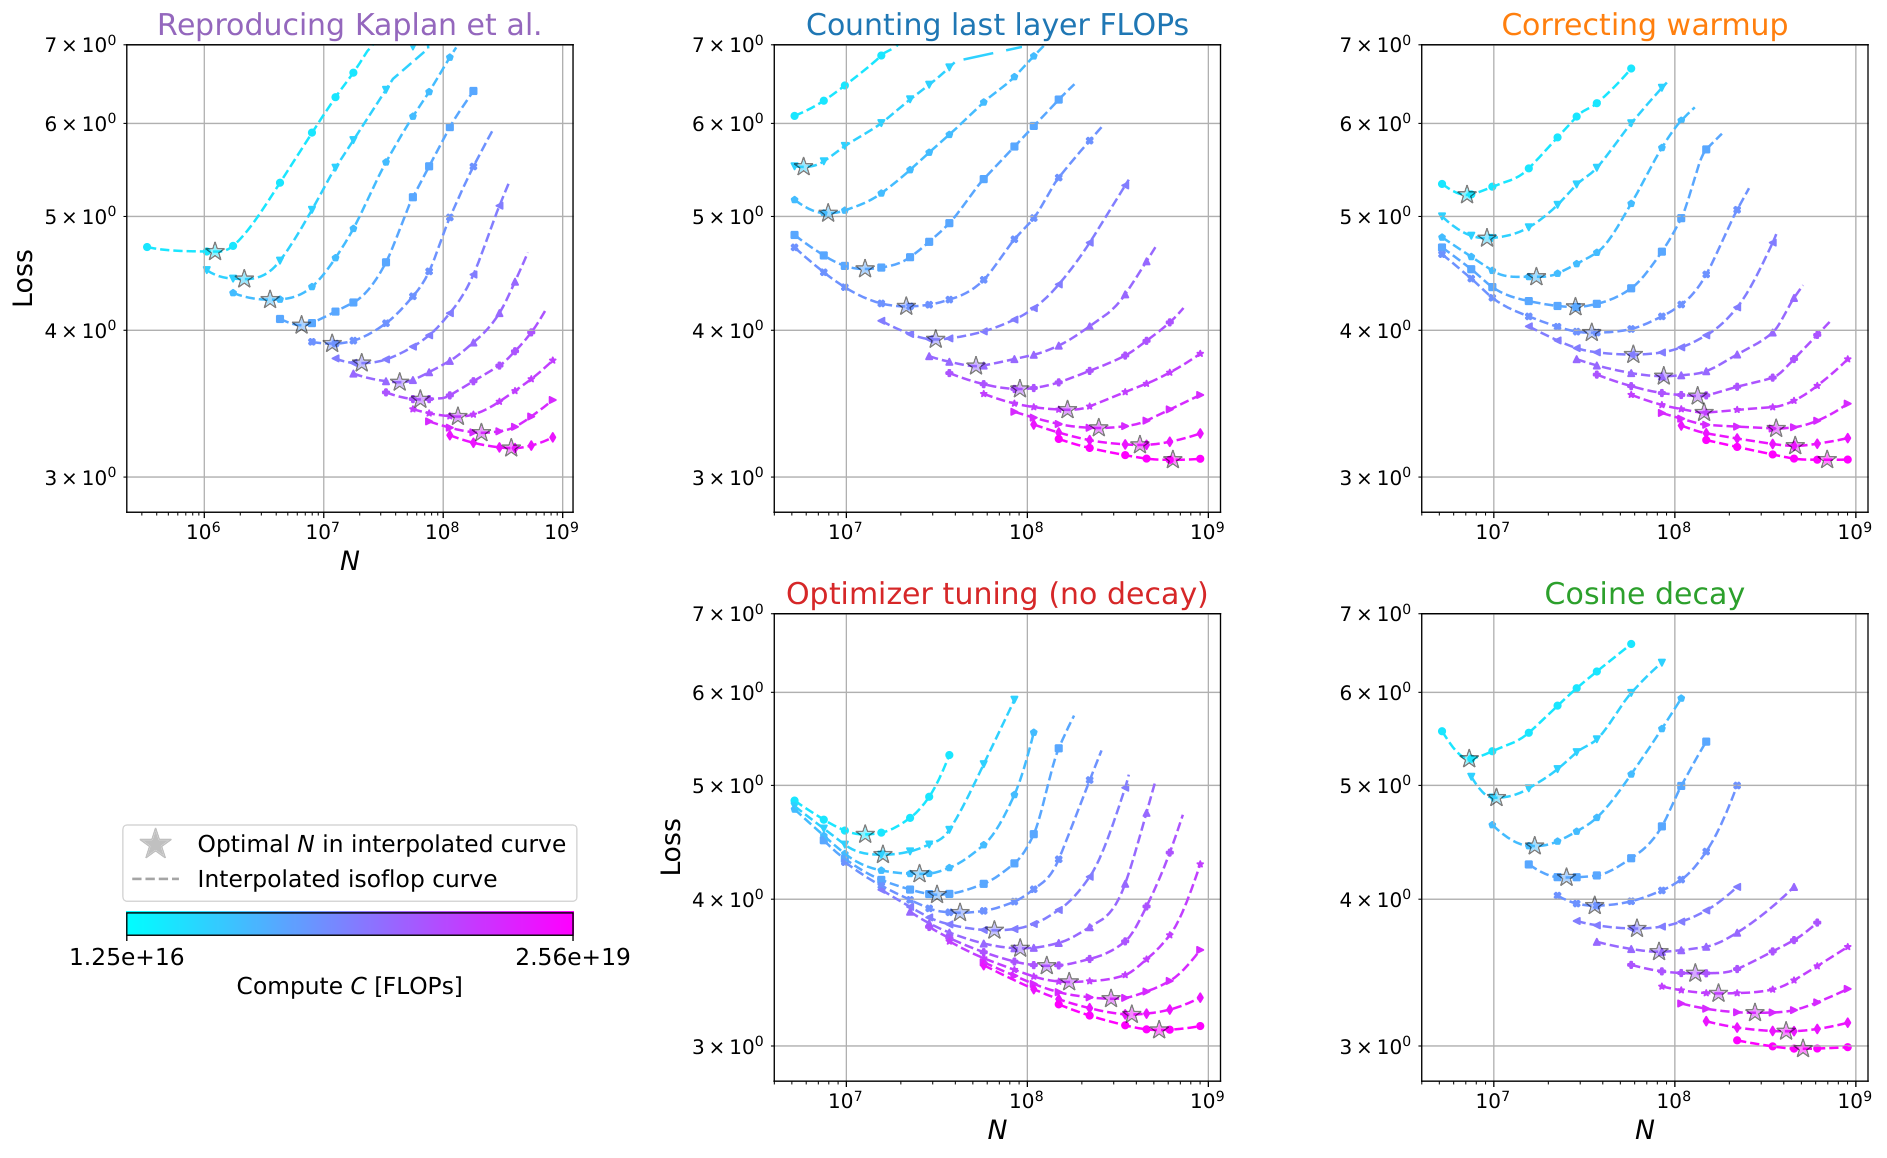 Reproducing Kaplan et al.
Counting last layer FLOPs
Correcting warmup
7 × 10⁰
6 × 10⁰
5 × 10⁰
4 × 10⁰
3 × 10⁰
Loss
10⁶ 10⁷ 10⁸ 10⁹
N
7 × 10⁰
6 × 10⁰
5 × 10⁰
4 × 10⁰
3 × 10⁰
10⁷ 10⁸ 10⁹
7 × 10⁰
6 × 10⁰
5 × 10⁰
4 × 10⁰
3 × 10⁰
10⁷ 10⁸ 10⁹
Optimizer tuning (no decay)
Cosine decay
Optimal N in interpolated curve
Interpolated isoflop curve
1.25e+16 2.56e+19
Compute C [FLOPs]
7 × 10⁰
6 × 10⁰
5 × 10⁰
4 × 10⁰
3 × 10⁰
Loss
10⁷ 10⁸ 10⁹
N
7 × 10⁰
6 × 10⁰
5 × 10⁰
4 × 10⁰
3 × 10⁰
10⁷ 10⁸ 10⁹
N